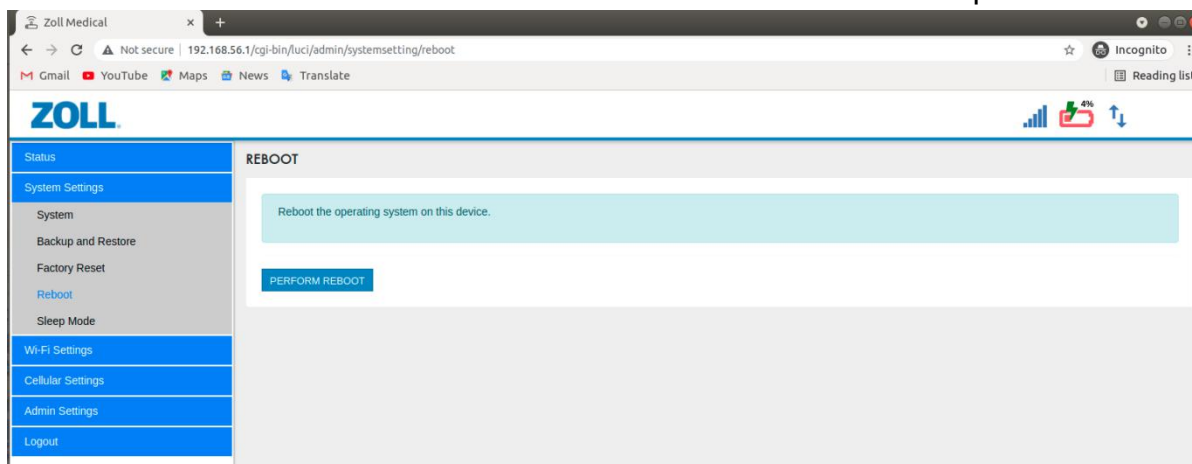 Zoll Medical
Not secure | 192.168.56.1/cgi-bin/luci/admin/systemsetting/reboot
Incognito
Gmail YouTube Maps News Translate
Reading list
ZOLL
4%
Status
REBOOT
System Settings
System
Reboot the operating system on this device.
Backup and Restore
Factory Reset
PERFORM REBOOT
Reboot
Sleep Mode
Wi-Fi Settings
Cellular Settings
Admin Settings
Logout